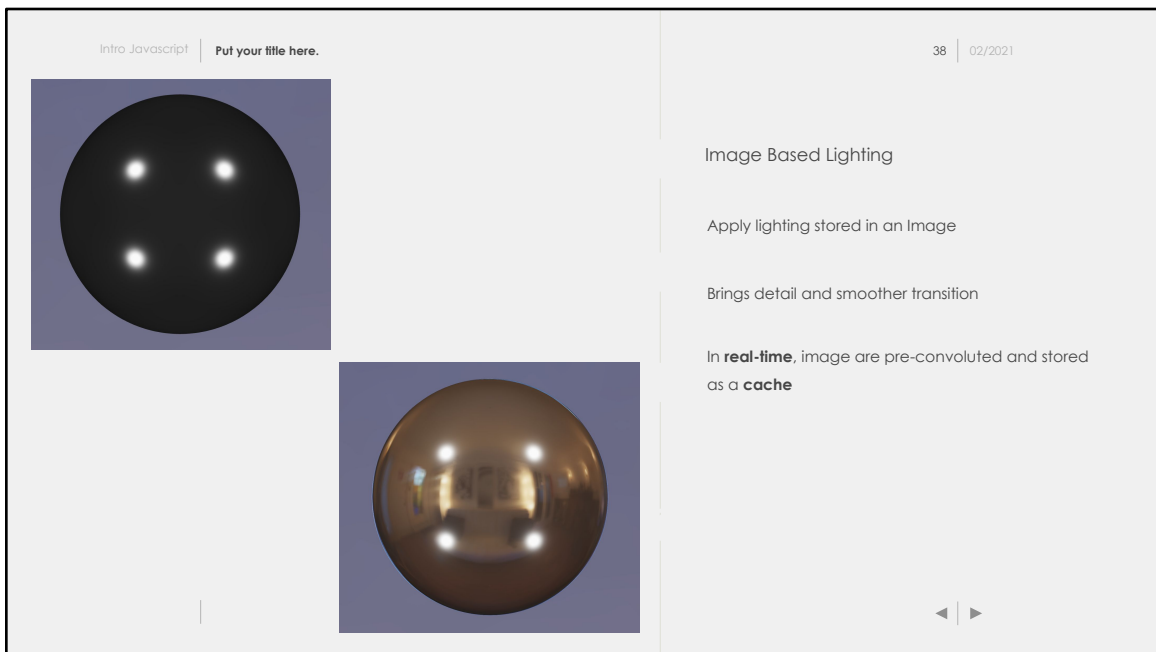 Intro Javascript
Put your title here.
38
02/2021
Image Based Lighting
Apply lighting stored in an Image
Brings detail and smoother transition
In real-time, image are pre-convoluted and stored
as a cache